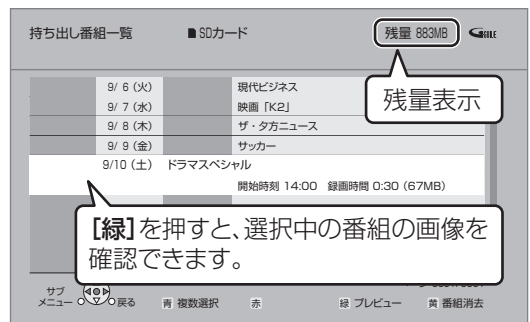 持ち出し番組一覧 ■SDカード 残量 883MB GGUIDE
残量表示
9/ 6 (火) 現代ビジネス
9/ 7 (水) 映画「K2」
9/ 8 (木) ザ・夕方ニュース
9/ 9 (金) サッカー
9/10 (土) ドラマスペシャル
開始時刻 14:00 録画時間 0:30 (67MB)
[緑]を押すと、選択中の番組の画像を
確認できます。
サブ
メニュー 戻る 青 複数選択 赤 緑 プレビュー 黄 番組消去